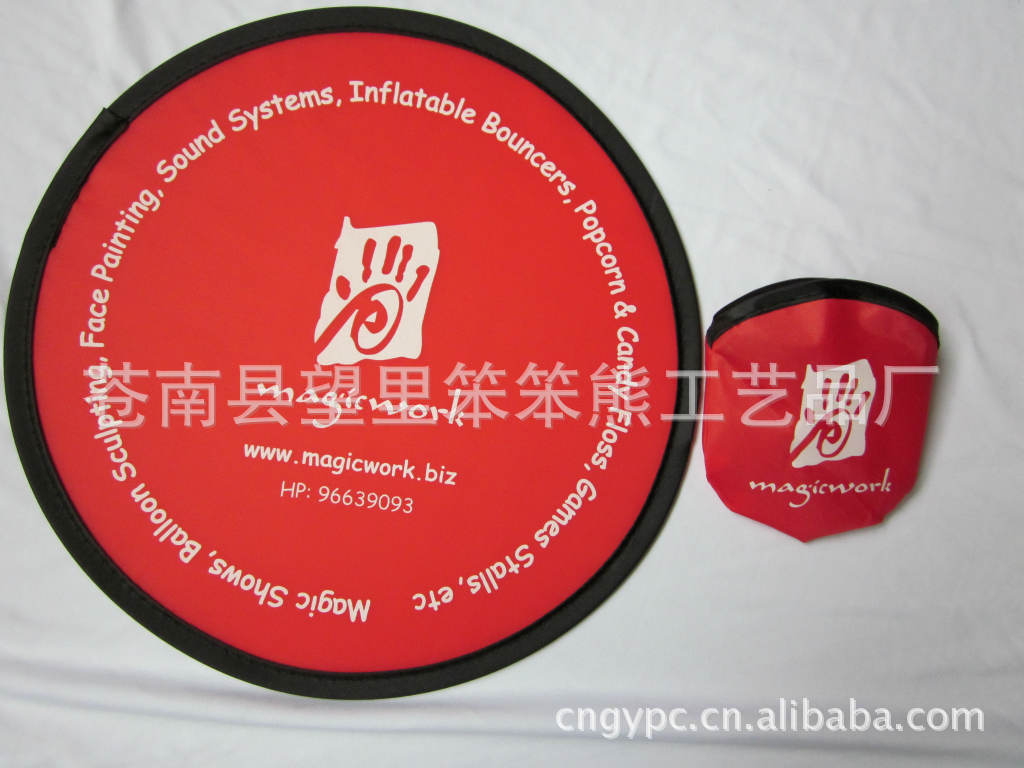 Magic Shows, Balloon Sculpting, Face Painting, Sound Systems, Inflatable Bouncers, Popcorn & Candy Floss, Games Stalls, etc
magicwork
www.magicwork.biz
HP: 96639093
magicwork
苍南县望里笨笨熊工艺品厂
cngypc.cn.alibaba.com